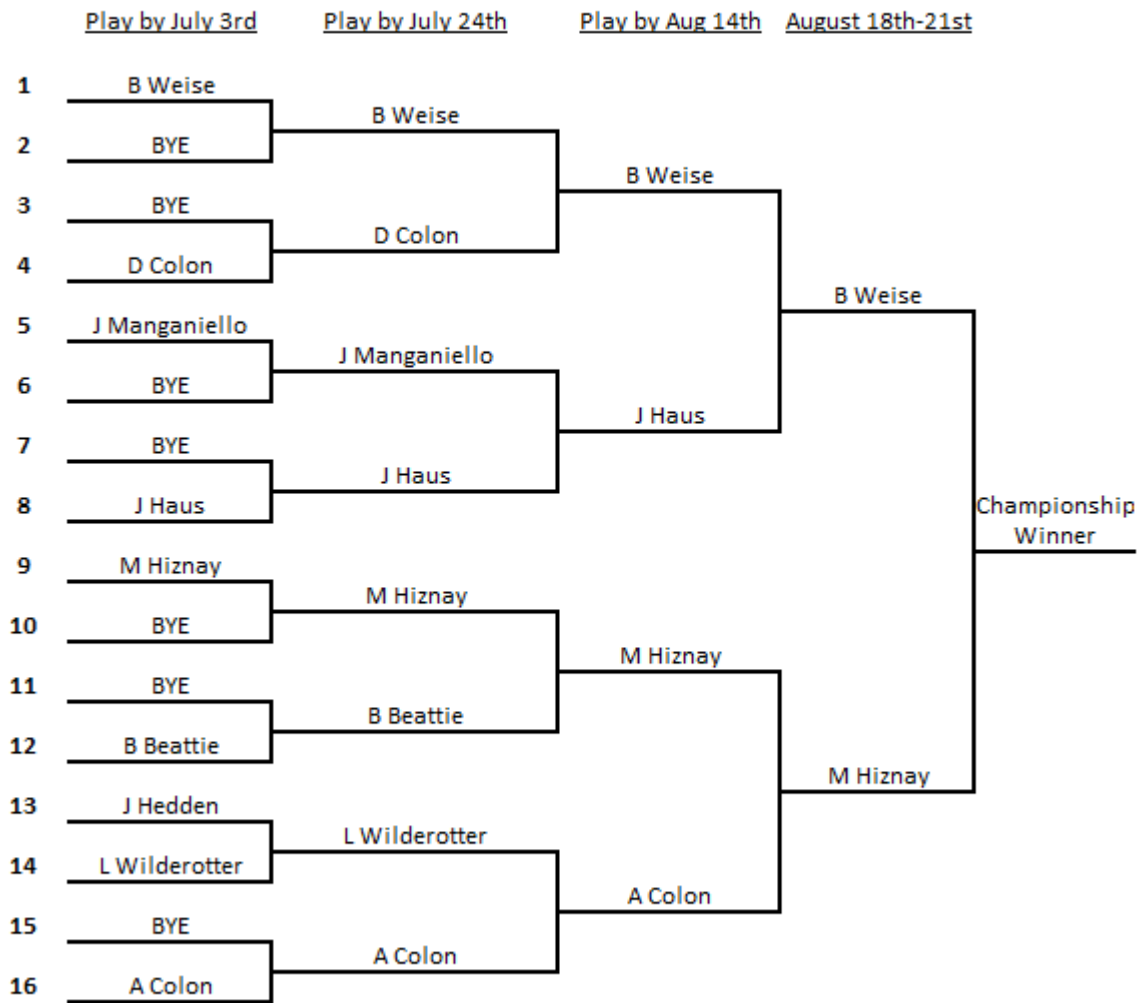 Play by July 3rd Play by July 24th Play by Aug 14th August 18th-21st
1 B Weise
B Weise
2 BYE
B Weise
3 BYE
D Colon
4 D Colon
B Weise
5 J Manganiello
J Manganiello
6 BYE
J Haus
7 BYE
J Haus
8 J Haus
Championship
Winner
9 M Hiznay
M Hiznay
10 BYE
M Hiznay
11 BYE
B Beattie
12 B Beattie
M Hiznay
13 J Hedden
L Wilderotter
14 L Wilderotter
A Colon
15 BYE
A Colon
16 A Colon